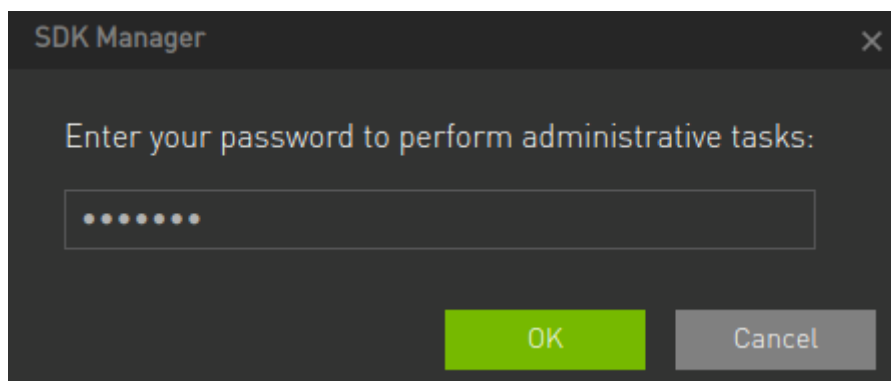 SDK Manager
Enter your password to perform administrative tasks:
•••••••
OK
Cancel